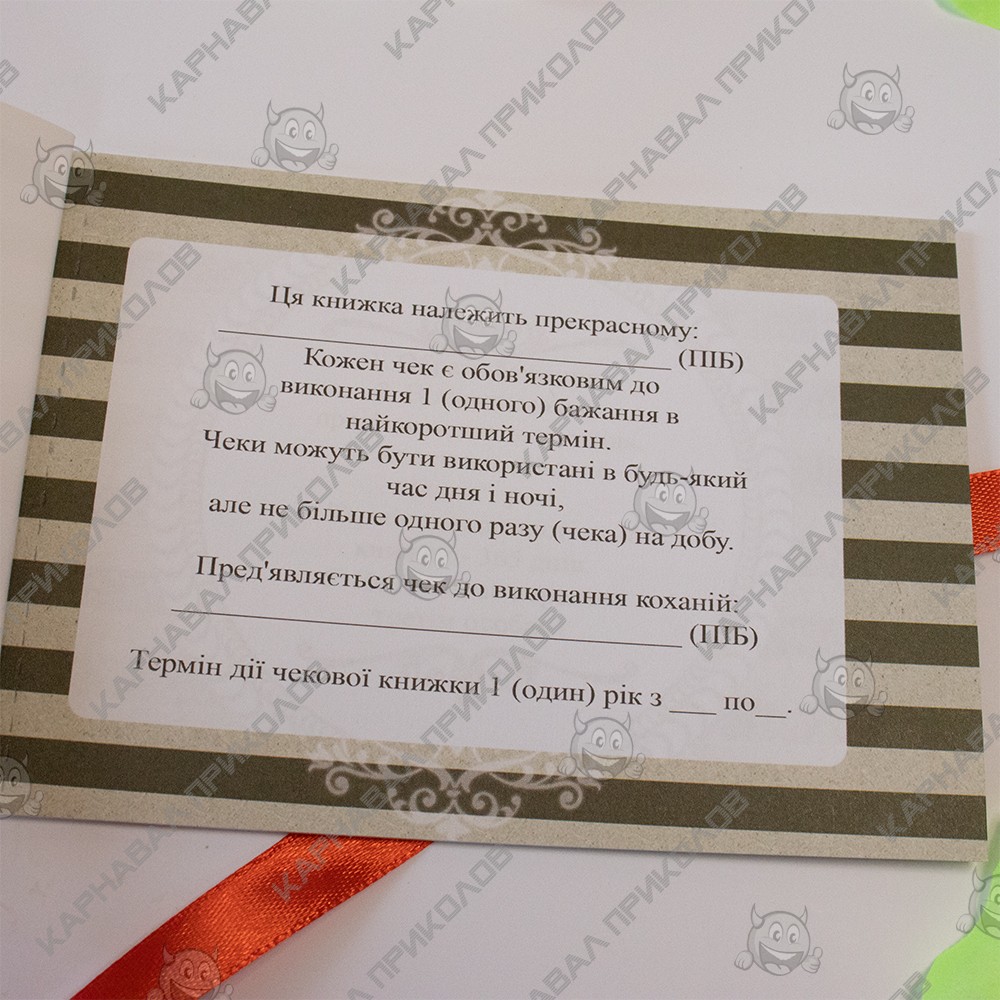 Ця книжка належить прекрасному:
(ПІБ)
Кожен чек є обов'язковим до
виконання 1 (одного) бажання в
найкоротший термін.
Чеки можуть бути використані в будь-який
час дня і ночі,
але не більше одного разу (чека) на добу.
Пред'являється чек до виконання коханій:
(ПІБ)
Термін дії чекової книжки 1 (один) рік з ___ по__.
КАРНАВАЛ ПРИКОЛОВ